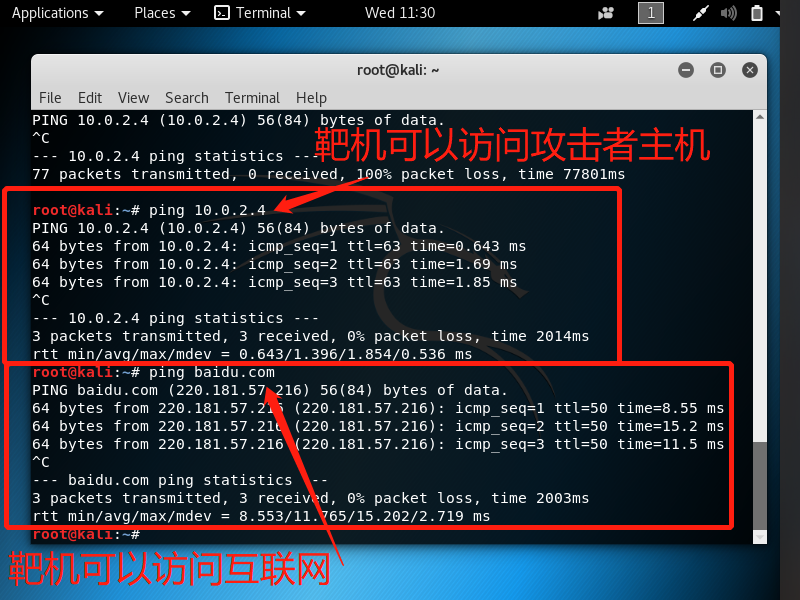 Applications Places Terminal Wed 11:30 1
root@kali: ~
File Edit View Search Terminal Help
PING 10.0.2.4 (10.0.2.4) 56(84) bytes of data.
^C
--- 10.0.2.4 ping statistics ---
靶机可以访问攻击者主机
77 packets transmitted, 0 received, 100% packet loss, time 77801ms
root@kali:~# ping 10.0.2.4
PING 10.0.2.4 (10.0.2.4) 56(84) bytes of data.
64 bytes from 10.0.2.4: icmp_seq=1 ttl=63 time=0.643 ms
64 bytes from 10.0.2.4: icmp_seq=2 ttl=63 time=1.69 ms
64 bytes from 10.0.2.4: icmp_seq=3 ttl=63 time=1.85 ms
^C
--- 10.0.2.4 ping statistics ---
3 packets transmitted, 3 received, 0% packet loss, time 2014ms
rtt min/avg/max/mdev = 0.643/1.396/1.854/0.536 ms
root@kali:~# ping baidu.com
PING baidu.com (220.181.57.216) 56(84) bytes of data.
64 bytes from 220.181.57.216 (220.181.57.216): icmp_seq=1 ttl=50 time=8.55 ms
64 bytes from 220.181.57.216 (220.181.57.216): icmp_seq=2 ttl=50 time=15.2 ms
64 bytes from 220.181.57.216 (220.181.57.216): icmp_seq=3 ttl=50 time=11.5 ms
^C
--- baidu.com ping statistics ---
3 packets transmitted, 3 received, 0% packet loss, time 2003ms
rtt min/avg/max/mdev = 8.553/11.765/15.202/2.719 ms
root@kali:~#
靶机可以访问互联网